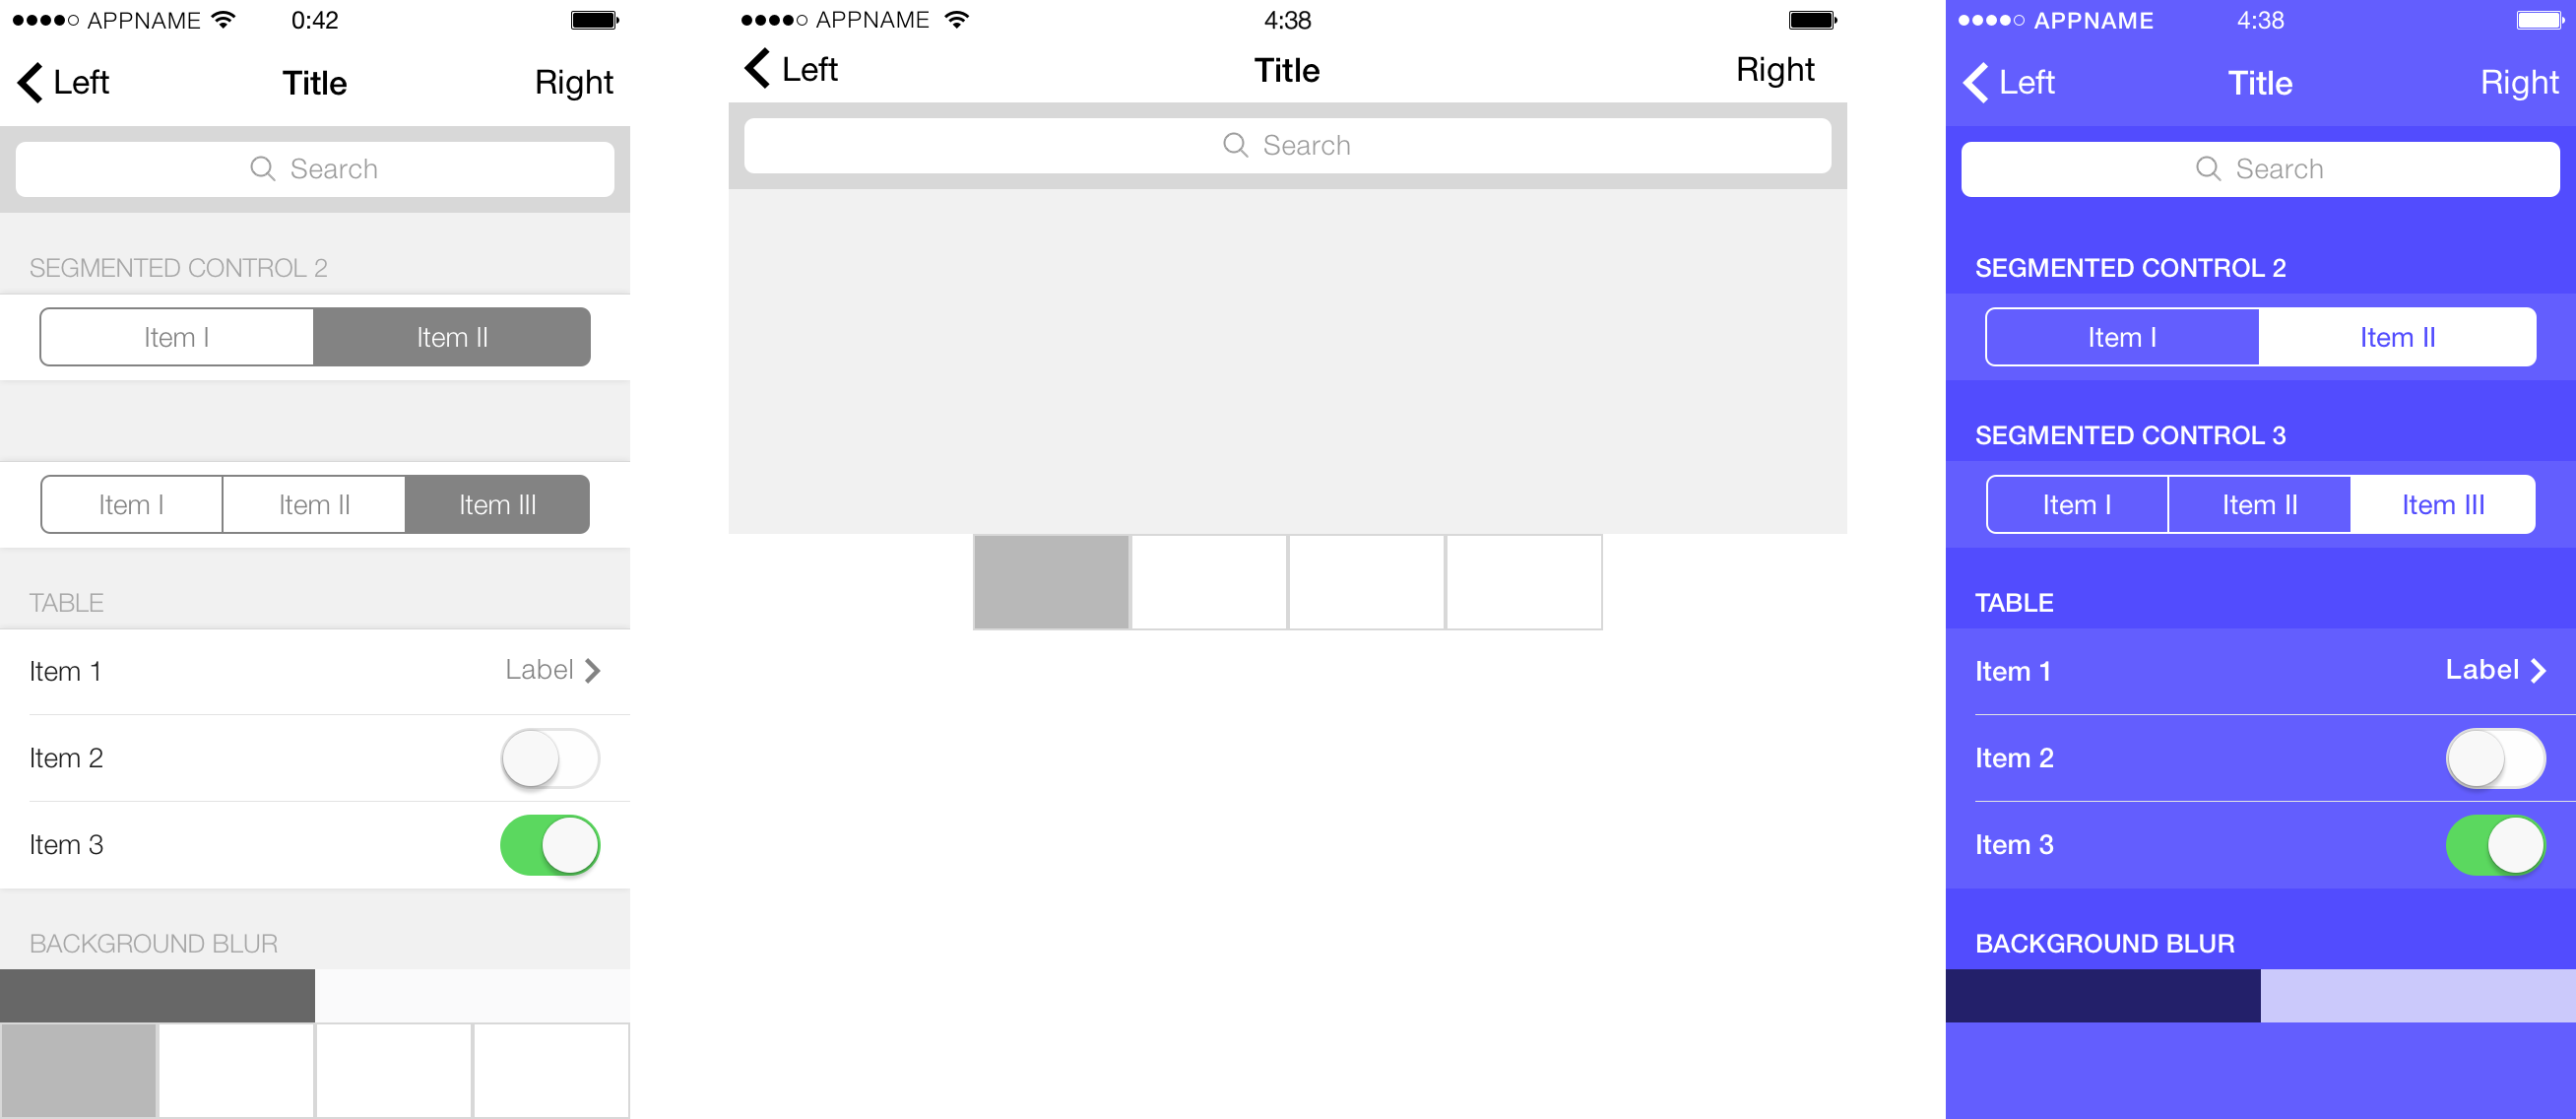 APPNAME 0:42
Left Title Right
Search
SEGMENTED CONTROL 2
Item I Item II
Item I Item II Item III
TABLE
Item 1 Label
Item 2
Item 3
BACKGROUND BLUR
APPNAME 4:38
Left Title Right
Search
APPNAME 4:38
Left Title Right
Search
SEGMENTED CONTROL 2
Item I Item II
SEGMENTED CONTROL 3
Item I Item II Item III
TABLE
Item 1 Label
Item 2
Item 3
BACKGROUND BLUR